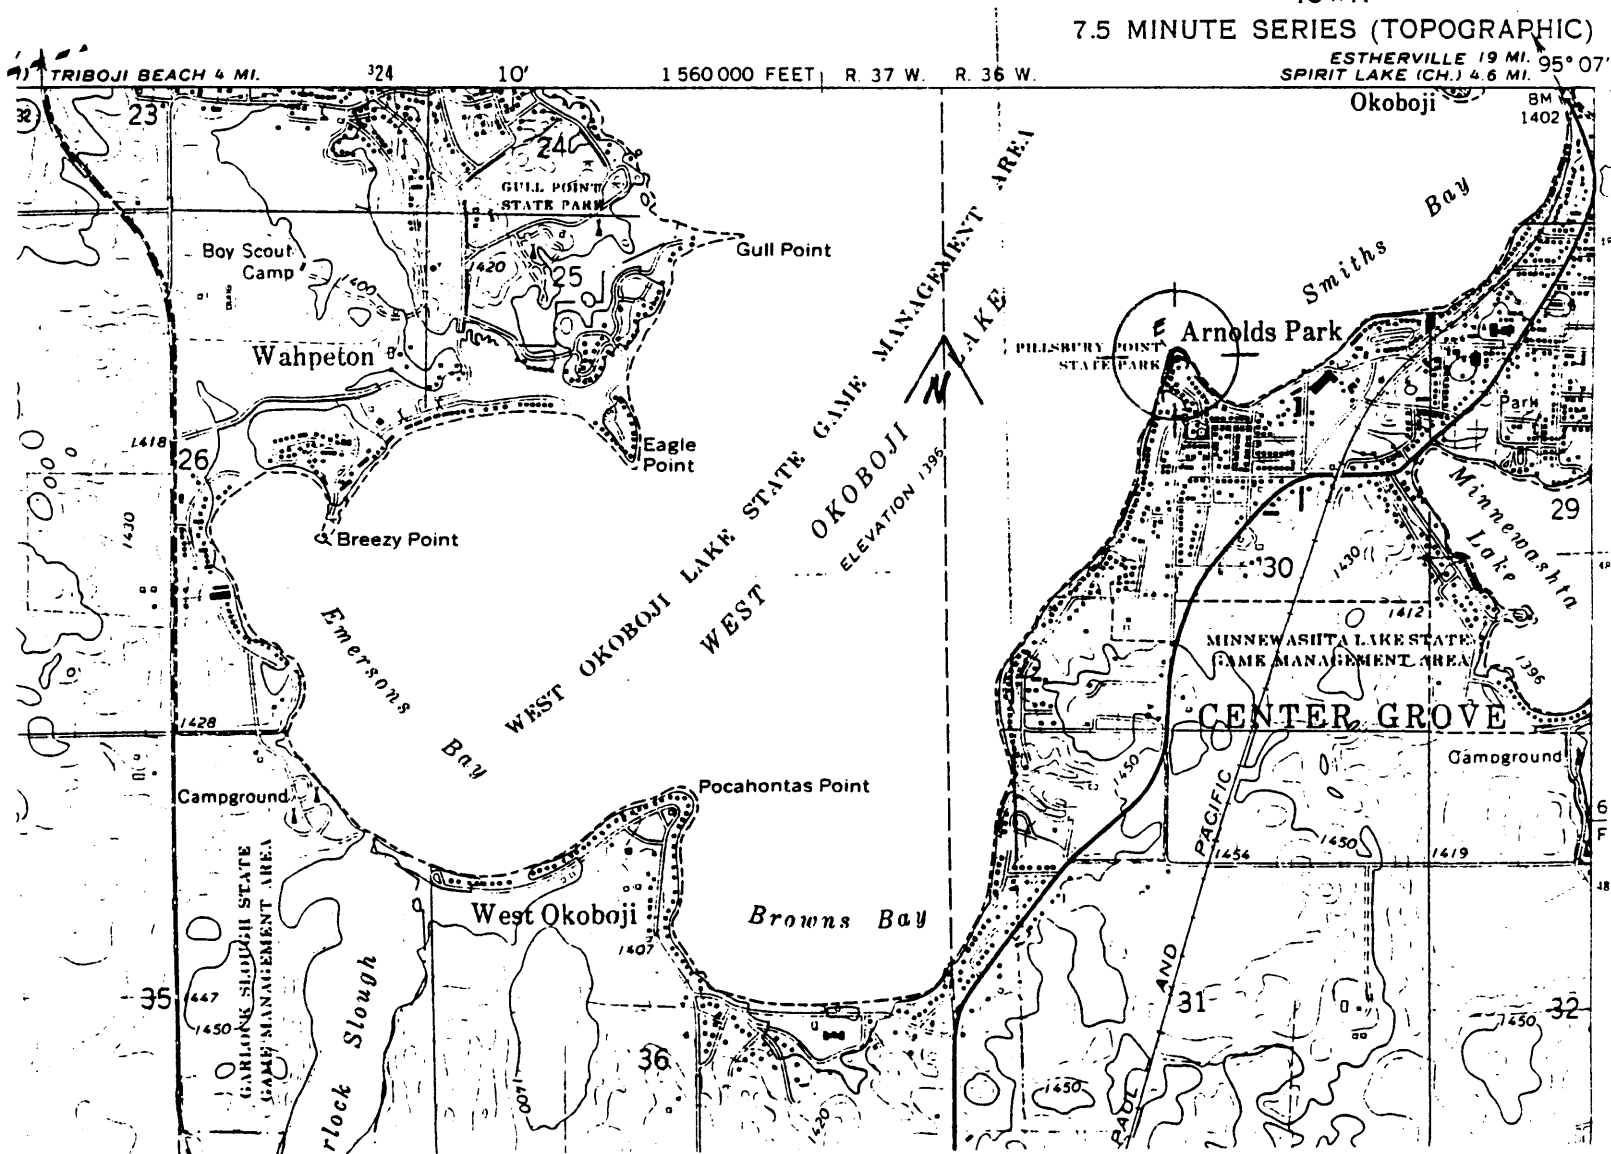 7.5 MINUTE SERIES (TOPOGRAPHIC)
ESTHERVILLE 19 MI.
SPIRIT LAKE (CH.) 4.6 MI.
95° 07'
TRIBOJI BEACH 4 MI.
324
10'
1 560 000 FEET
R. 37 W.
R. 36 W.
Okoboji
BM
1402
32
23
24
GULL POINT
STATE PARK
Boy Scout
Camp
1400
1420
25
Gull Point
WEST OKOBOJI LAKE STATE GAME MANAGEMENT AREA
WEST OKOBOJI LAKE
ELEVATION 1396
N
Smiths Bay
E
Arnolds Park
PILLSBURY POINT
STATE PARK
Wahpeton
Park
1418
26
Eagle
Point
1430
Breezy Point
Minnewashta
Lake
29
30
1430
1412
MINNEWASHTA LAKE STATE
GAME MANAGEMENT AREA
1396
Emersons
Bay
1428
CENTER GROVE
Campground
1450
Pocahontas Point
Campground
6
F
1454
1450
1419
48
West Okoboji
Browns Bay
1407
GARLOCK SLOUGH STATE
GAME MANAGEMENT AREA
rlock Slough
35
1447
1450
36
1400
1420
PAUL AND PACIFIC
31
1450
1450
32